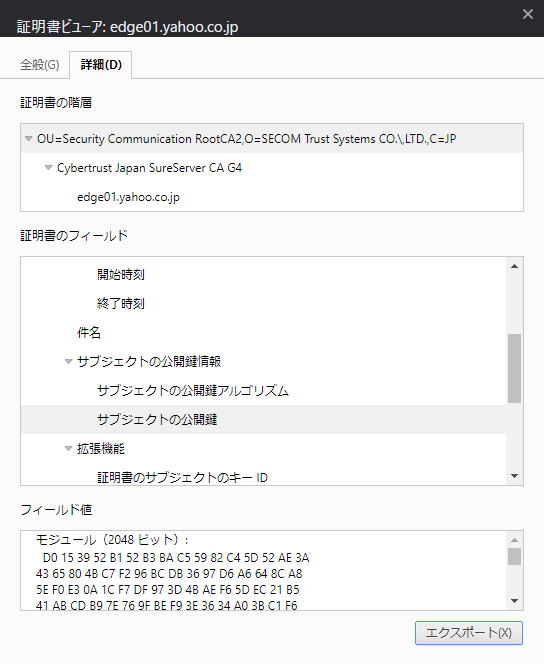 証明書ビューア: edge01.yahoo.co.jp
全般(G) 詳細(D)
証明書の階層
OU=Security Communication RootCA2,O=SECOM Trust Systems CO.\,LTD.,C=JP
Cybertrust Japan SureServer CA G4
edge01.yahoo.co.jp
証明書のフィールド
開始時刻
終了時刻
件名
サブジェクトの公開鍵情報
サブジェクトの公開鍵アルゴリズム
サブジェクトの公開鍵
拡張機能
証明書のサブジェクトのキー ID
フィールド値
モジュール（2048 ビット）:
D0 15 39 52 B1 52 B3 BA C5 59 82 C4 5D 52 AE 3A
43 65 80 4B C7 F2 96 BC DB 36 97 D6 A6 64 8C A8
5E F0 E3 0A 1C F7 DF 97 3D 4B AE F6 5D EC 21 B5
41 AB CD B9 7E 76 9F BE F9 3E 36 34 A0 3B C1 F6
エクスポート(X)